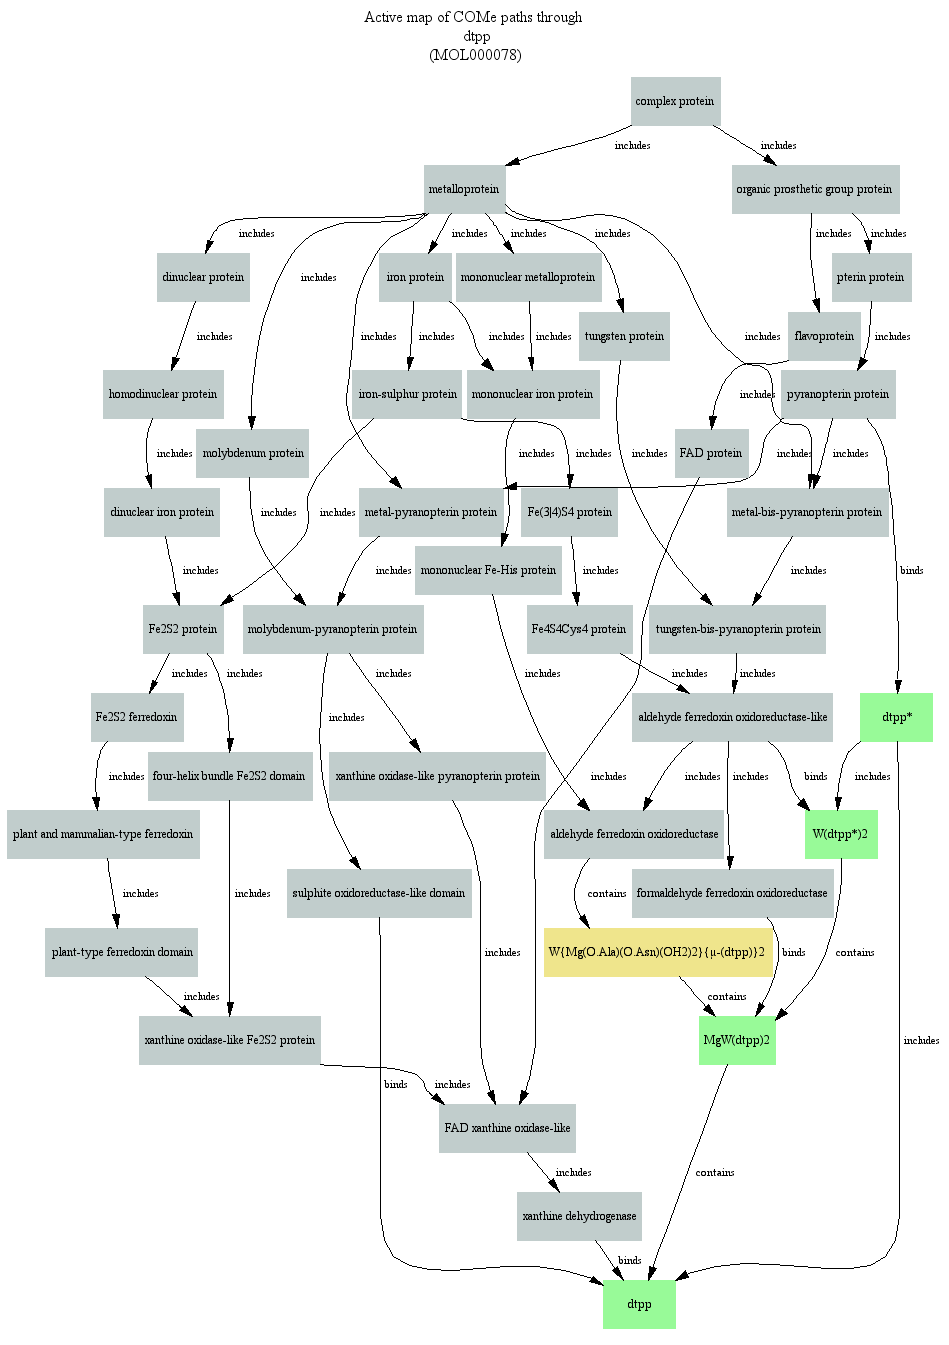 Active map of COMe paths through
dtpp
(MOL000078)
complex protein
includes
includes
metalloprotein
organic prosthetic group protein
includes
includes
includes
includes
includes
includes
includes
dinuclear protein
iron protein
mononuclear metalloprotein
pterin protein
tungsten protein
flavoprotein
includes
includes
includes
includes
includes
includes
homodinuclear protein
iron-sulphur protein
mononuclear iron protein
includes
pyranopterin protein
molybdenum protein
FAD protein
includes
includes
includes
includes
includes
includes
dinuclear iron protein
includes
includes
metal-pyranopterin protein
Fe(3|4)S4 protein
metal-bis-pyranopterin protein
includes
includes
includes
mononuclear Fe-His protein
includes
binds
Fe2S2 protein
molybdenum-pyranopterin protein
Fe4S4Cys4 protein
tungsten-bis-pyranopterin protein
includes
includes
includes
includes
includes
Fe2S2 ferredoxin
includes
aldehyde ferredoxin oxidoreductase-like
dtpp*
includes
four-helix bundle Fe2S2 domain
xanthine oxidase-like pyranopterin protein
includes
includes
includes
binds
includes
plant and mammalian-type ferredoxin
aldehyde ferredoxin oxidoreductase
W(dtpp*)2
includes
includes
sulphite oxidoreductase-like domain
contains
formaldehyde ferredoxin oxidoreductase
plant-type ferredoxin domain
includes
W{Mg(O.Ala)(O.Asn)(OH2)2}{μ-(dtpp)}2
binds
contains
includes
contains
xanthine oxidase-like Fe2S2 protein
MgW(dtpp)2
includes
binds
includes
FAD xanthine oxidase-like
includes
contains
xanthine dehydrogenase
binds
dtpp